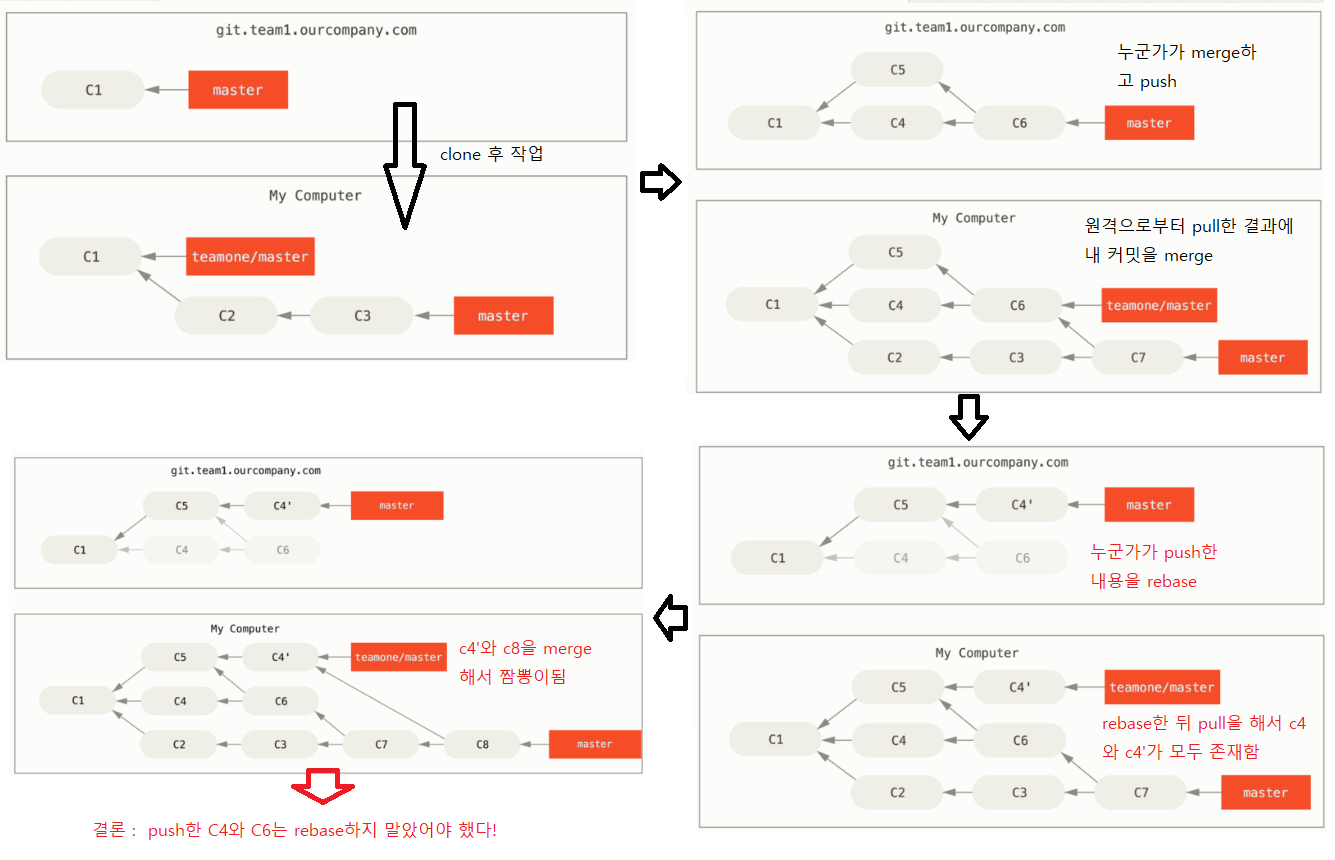 git.team1.ourcompany.com
C1
master
clone 후 작업
My Computer
C1
teamone/master
C2
C3
master
git.team1.ourcompany.com
누군가가 merge하
고 push
C5
C1
C4
C6
master
My Computer
원격으로부터 pull한 결과에
내 커밋을 merge
C5
C1
C4
C6
teamone/master
C2
C3
C7
master
git.team1.ourcompany.com
C5
C4'
master
C1
C4
C6
누군가가 push한
내용을 rebase
My Computer
C5
C4'
teamone/master
rebase한 뒤 pull을 해서 c4
와 c4'가 모두 존재함
C1
C4
C6
C2
C3
C7
master
git.team1.ourcompany.com
C5
C4'
master
C1
C4
C6
My Computer
C5
C4'
teamone/master
c4'와 c8을 merge
해서 짬뽕이됨
C1
C4
C6
C2
C3
C7
C8
master
결론 : push한 C4와 C6는 rebase하지 말았어야 했다!